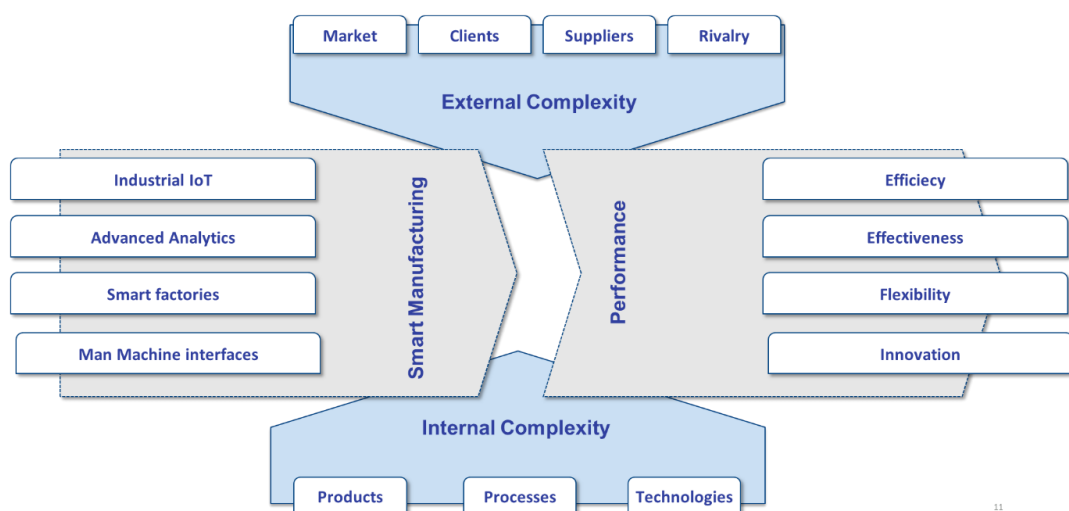 Market
Clients
Suppliers
Rivalry
External Complexity
Industrial IoT
Advanced Analytics
Smart factories
Man Machine interfaces
Smart Manufacturing
Performance
Efficiecy
Effectiveness
Flexibility
Innovation
Internal Complexity
Products
Processes
Technologies
11